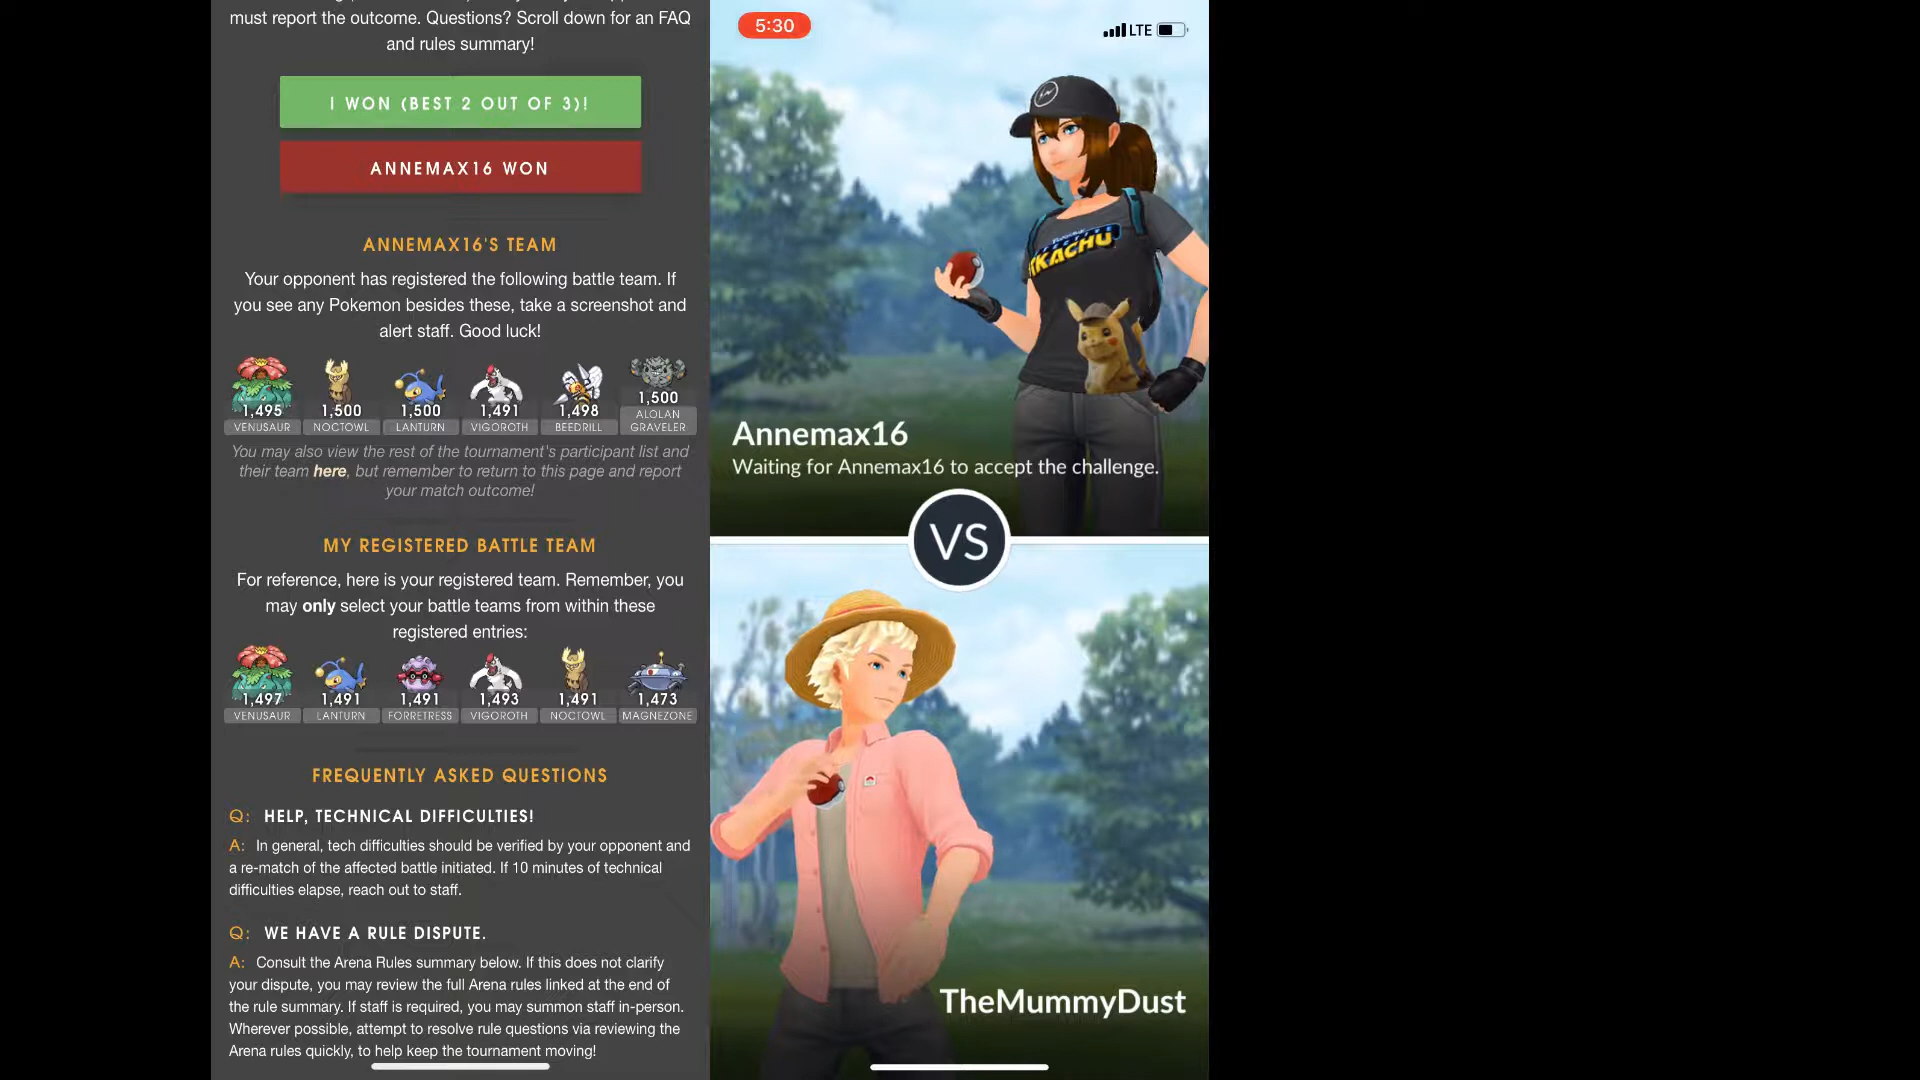 must report the outcome. Questions? Scroll down for an FAQ
and rules summary!
I WON (BEST 2 OUT OF 3)!
ANNEMAX16 WON
ANNEMAX16'S TEAM
Your opponent has registered the following battle team. If
you see any Pokemon besides these, take a screenshot and
alert staff. Good luck!
1,495 1,500 1,500 1,491 1,498 1,500
VENUSAUR NOCTOWL LANTURN VIGOROTH BEEDRILL ALOLAN GRAVELER
You may also view the rest of the tournament's participant list and
their team here, but remember to return to this page and report
your match outcome!
MY REGISTERED BATTLE TEAM
For reference, here is your registered team. Remember, you
may only select your battle teams from within these
registered entries:
1,497 1,491 1,491 1,493 1,491 1,473
VENUSAUR LANTURN FORRETRESS VIGOROTH NOCTOWL MAGNEZONE
FREQUENTLY ASKED QUESTIONS
Q: HELP, TECHNICAL DIFFICULTIES!
A: In general, tech difficulties should be verified by your opponent and
a re-match of the affected battle initiated. If 10 minutes of technical
difficulties elapse, reach out to staff.
Q: WE HAVE A RULE DISPUTE.
A: Consult the Arena Rules summary below. If this does not clarify
your dispute, you may review the full Arena rules linked at the end of
the rule summary. If staff is required, you may summon staff in-person.
Wherever possible, attempt to resolve rule questions via reviewing the
Arena rules quickly, to help keep the tournament moving!
5:30
LTE
Annemax16
Waiting for Annemax16 to accept the challenge.
VS
TheMummyDust